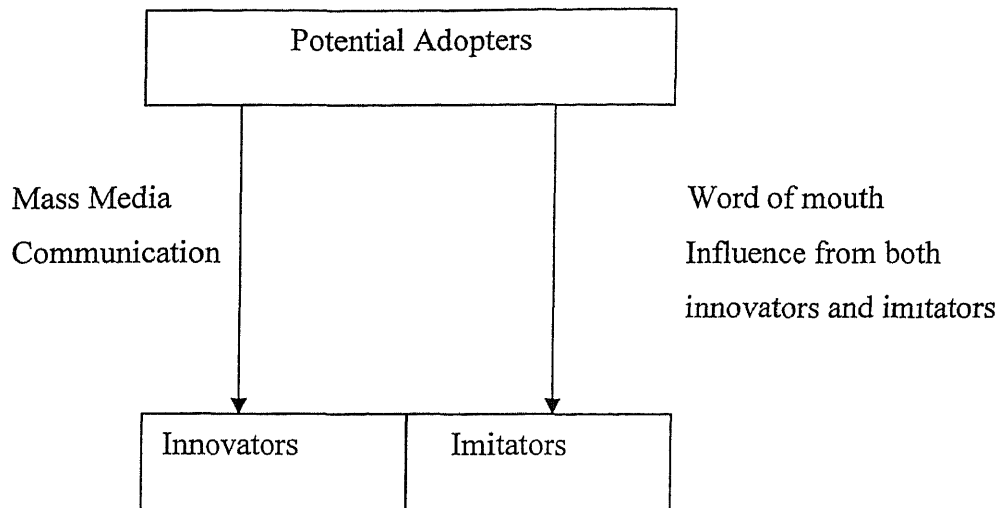 Potential Adopters
Mass Media
Communication
Word of mouth
Influence from both
innovators and imitators
Innovators
Imitators